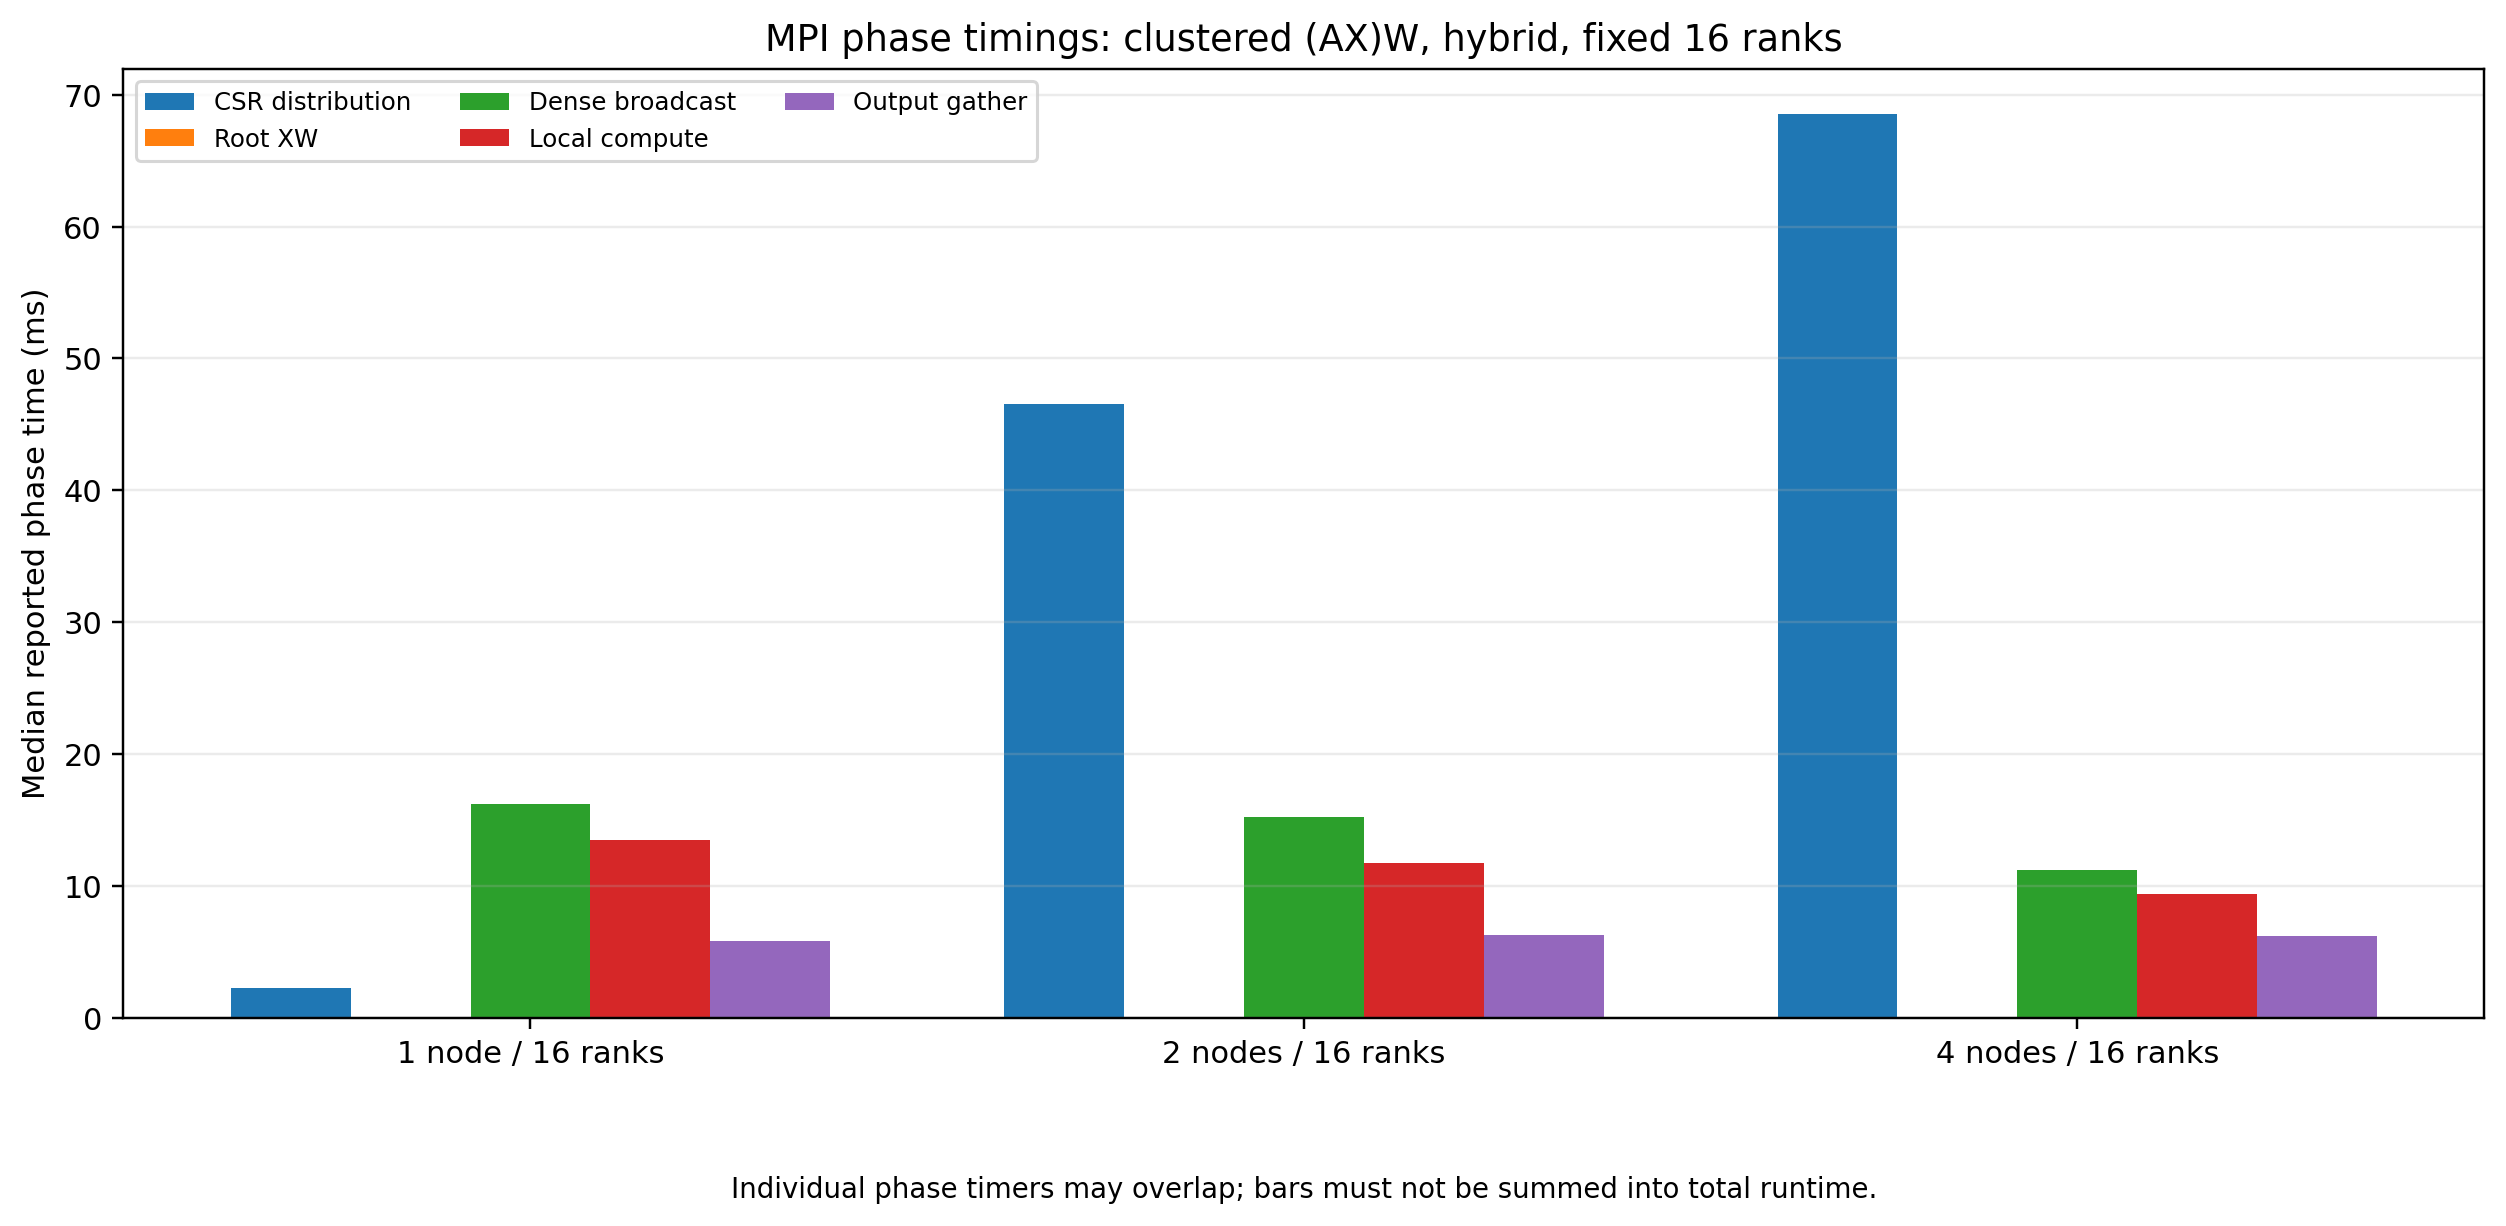 MPI phase timings: clustered (AX)W, hybrid, fixed 16 ranks
CSR distribution
Root XW
Dense broadcast
Local compute
Output gather
Median reported phase time (ms)
70
60
50
40
30
20
10
0
1 node / 16 ranks
2 nodes / 16 ranks
4 nodes / 16 ranks
Individual phase timers may overlap; bars must not be summed into total runtime.